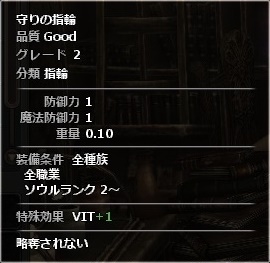 守りの指輪
品質 Good
グレード 2
分類 指輪
防御力 1
魔法防御力 1
重量 0.10
装備条件 全種族
全職業
ソウルランク 2～
特殊効果 VIT+1
略奪されない